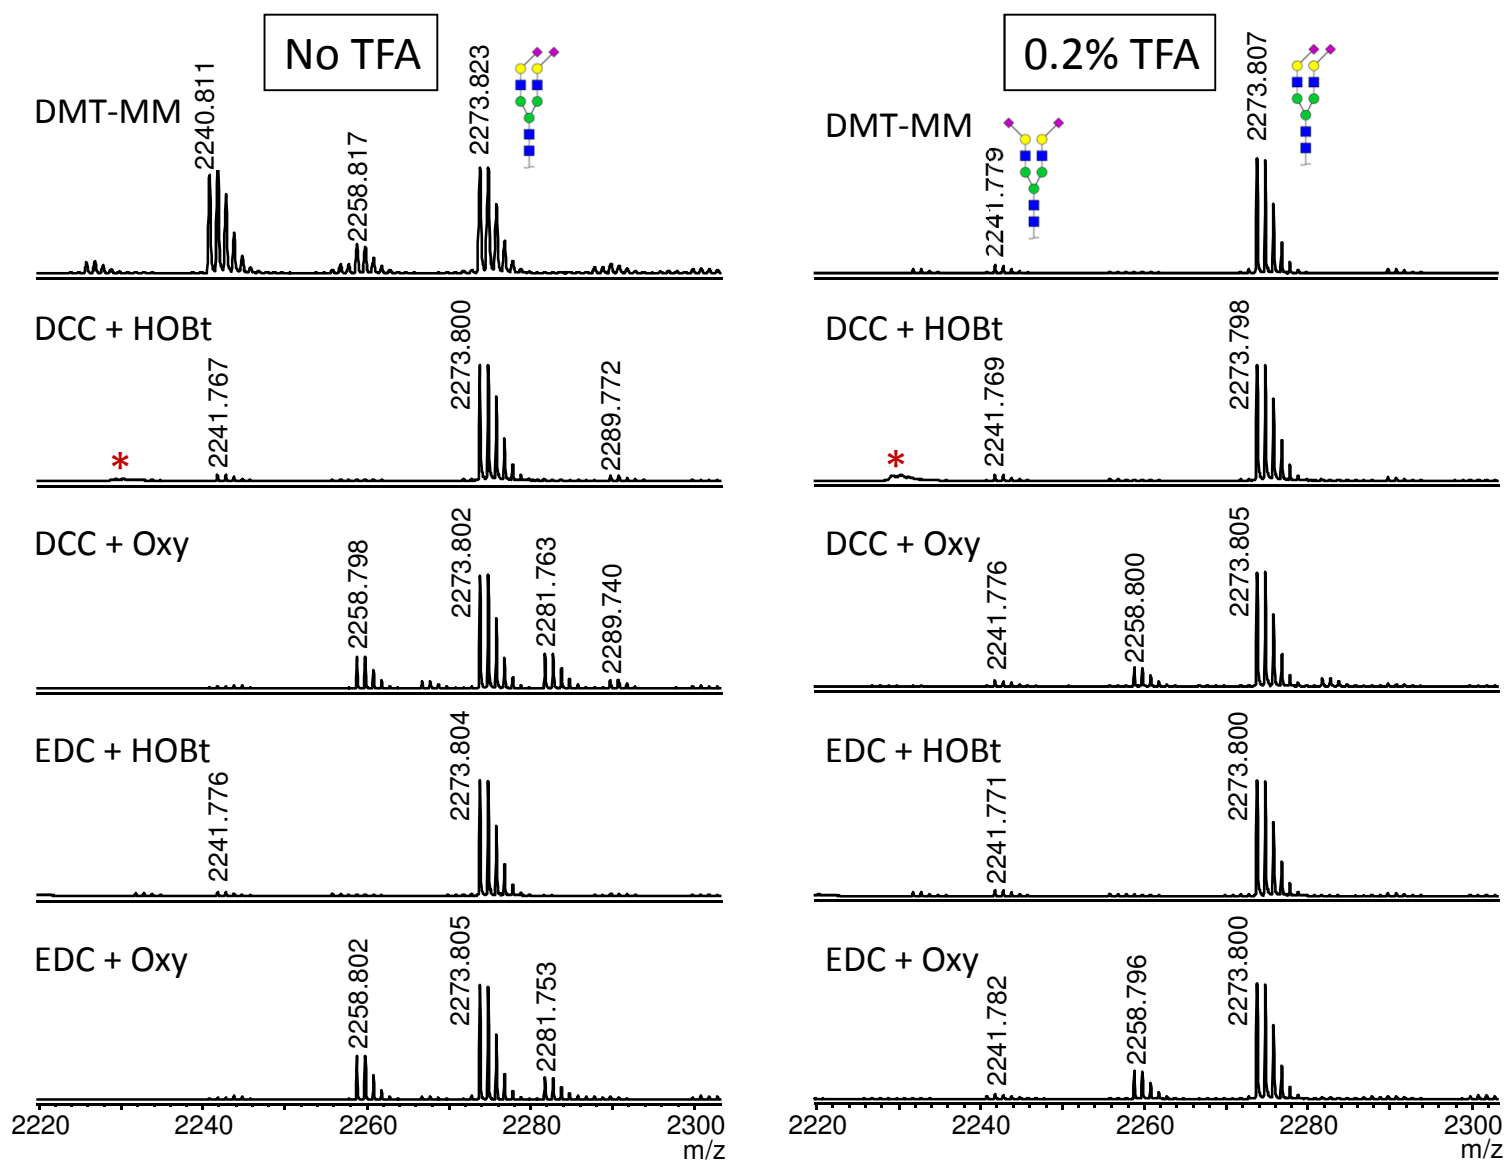 No TFA
DMT-MM
2240.811
2258.817
2273.823
DCC + HOBt
*
2241.767
2273.800
2289.772
DCC + Oxy
2258.798
2273.802
2281.763
2289.740
EDC + HOBt
2241.776
2273.804
EDC + Oxy
2258.802
2273.805
2281.753
2220 2240 2260 2280 2300
m/z
0.2% TFA
DMT-MM
2241.779
2273.807
DCC + HOBt
*
2241.769
2273.798
DCC + Oxy
2241.776
2258.800
2273.805
EDC + HOBt
2241.771
2273.800
EDC + Oxy
2241.782
2258.796
2273.800
2220 2240 2260 2280 2300
m/z